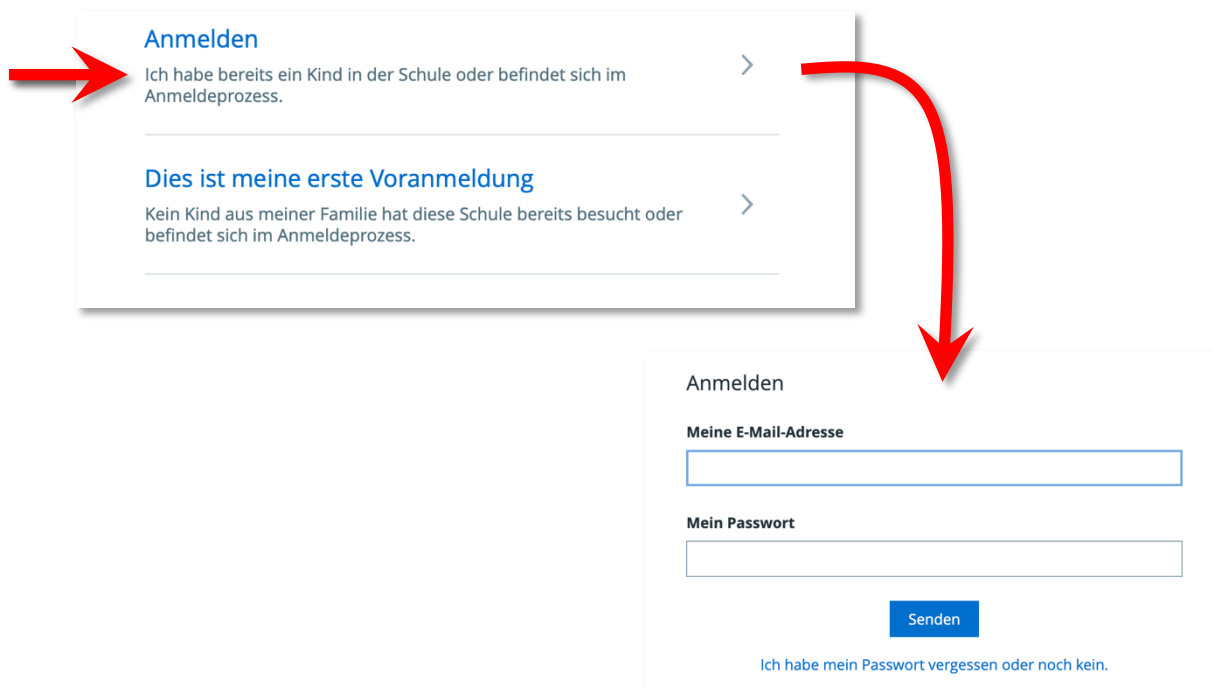 Anmelden
Ich habe bereits ein Kind in der Schule oder befindet sich im
Anmeldeprozess.
Dies ist meine erste Voranmeldung
Kein Kind aus meiner Familie hat diese Schule bereits besucht oder
befindet sich im Anmeldeprozess.
Anmelden
Meine E-Mail-Adresse
Mein Passwort
Senden
Ich habe mein Passwort vergessen oder noch kein.